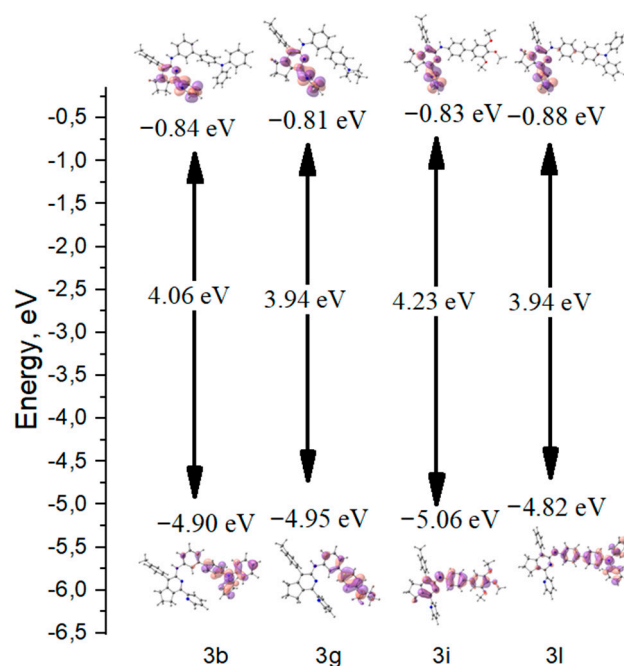 −0.84 eV −0.81 eV −0.83 eV −0.88 eV
4.06 eV 3.94 eV 4.23 eV 3.94 eV
−4.90 eV −4.95 eV −5.06 eV −4.82 eV
Energy, eV
-0,5
-1,0
-1,5
-2,0
-2,5
-3,0
-3,5
-4,0
-4,5
-5,0
-5,5
-6,0
-6,5
3b 3g 3i 3l